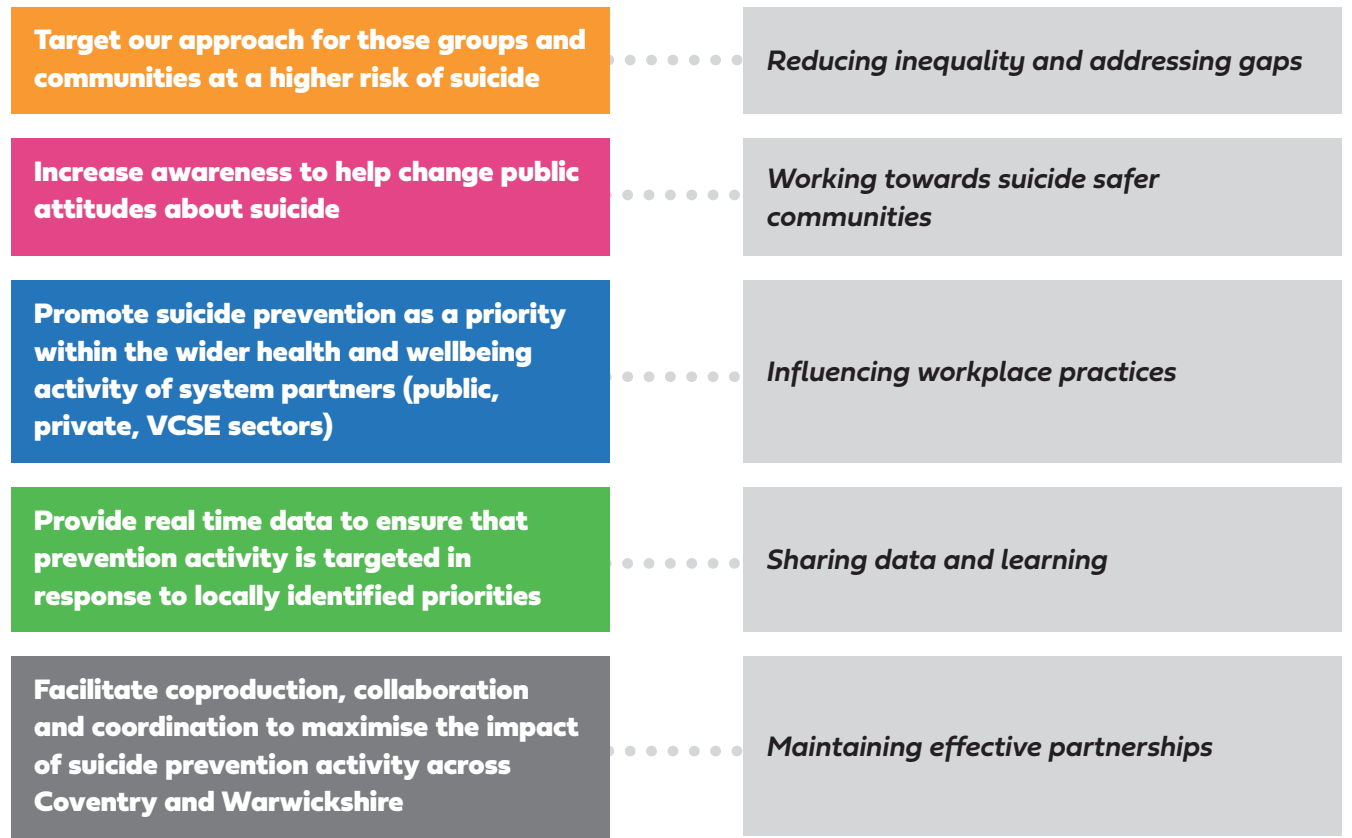 Target our approach for those groups and
communities at a higher risk of suicide
Reducing inequality and addressing gaps
Increase awareness to help change public
attitudes about suicide
Working towards suicide safer
communities
Promote suicide prevention as a priority
within the wider health and wellbeing
activity of system partners (public,
private, VCSE sectors)
Influencing workplace practices
Provide real time data to ensure that
prevention activity is targeted in
response to locally identified priorities
Sharing data and learning
Facilitate coproduction, collaboration
and coordination to maximise the impact
of suicide prevention activity across
Coventry and Warwickshire
Maintaining effective partnerships